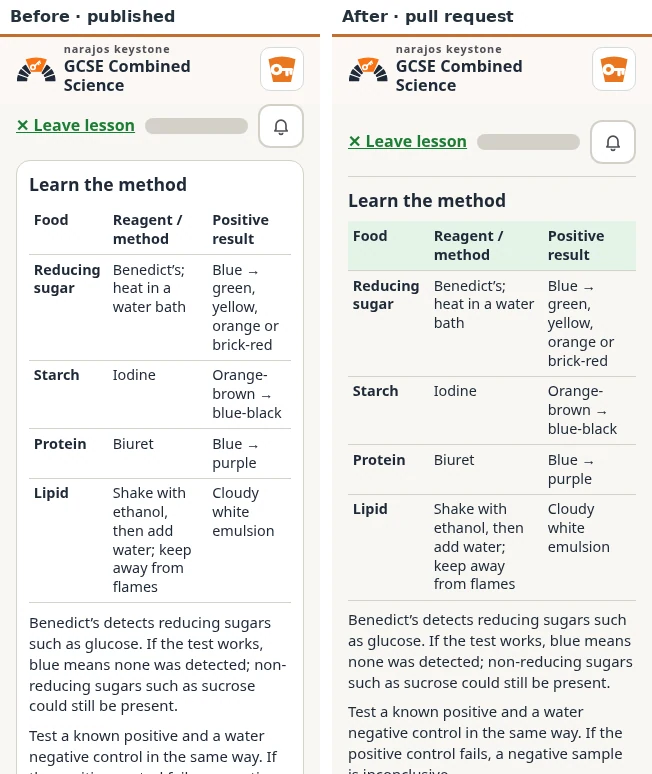 Before · published
narajos keystone
GCSE Combined
Science
✕ Leave lesson
Learn the method
Food
Reagent /
method
Positive
result
Reducing
sugar
Benedict's;
heat in a
water bath
Blue →
green,
yellow,
orange or
brick-red
Starch
Iodine
Orange-
brown →
blue-black
Protein
Biuret
Blue →
purple
Lipid
Shake with
ethanol,
then add
water; keep
away from
flames
Cloudy
white
emulsion
Benedict's detects reducing sugars
such as glucose. If the test works,
blue means none was detected; non-
reducing sugars such as sucrose
could still be present.
Test a known positive and a water
negative control in the same way. If
After · pull request
narajos keystone
GCSE Combined
Science
✕ Leave lesson
Learn the method
Food
Reagent /
method
Positive
result
Reducing
sugar
Benedict's;
heat in a water
bath
Blue →
green,
yellow,
orange or
brick-red
Starch
Iodine
Orange-
brown →
blue-black
Protein
Biuret
Blue →
purple
Lipid
Shake with
ethanol, then
add water;
keep away
from flames
Cloudy
white
emulsion
Benedict's detects reducing sugars such
as glucose. If the test works, blue means
none was detected; non-reducing sugars
such as sucrose could still be present.
Test a known positive and a water
negative control in the same way. If the
positive control fails, a negative sample